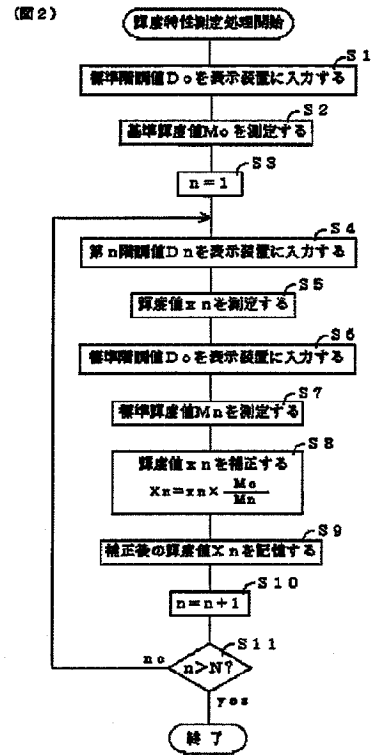 (図2)
輝度特性測定処理開始
S1
標準階調値Doを表示装置に入力する
S2
基準輝度値Moを測定する
S3
n=1
S4
第n階調値Dnを表示装置に入力する
S5
輝度値xnを測定する
S6
標準階調値Doを表示装置に入力する
S7
標準輝度値Mnを測定する
S8
輝度値xnを補正する
Xn=xn×Mo/Mn
S9
補正後の輝度値Xnを記憶する
S10
n=n+1
S11
no
n>N?
yes
終了